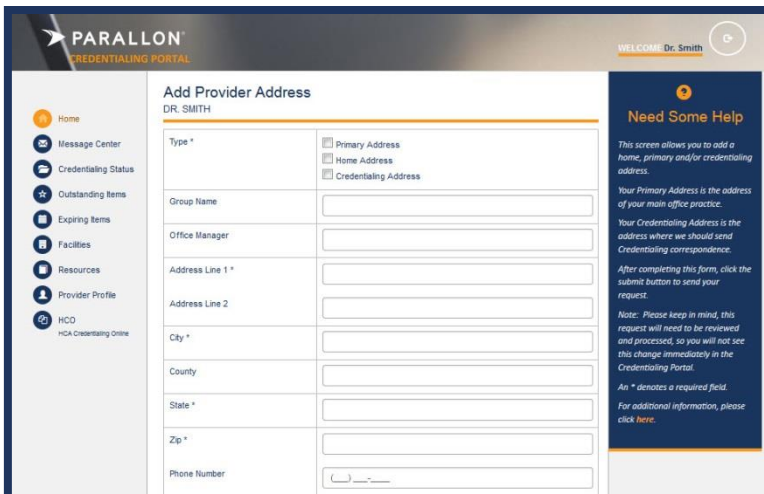 PARALLON®
CREDENTIALING PORTAL
WELCOME Dr. Smith
Home
Message Center
Credentialing Status
Outstanding Items
Expiring Items
Facilities
Resources
Provider Profile
HCO
HCA Credentialing Online
Add Provider Address
DR. SMITH
Type *
Primary Address
Home Address
Credentialing Address
Group Name
Office Manager
Address Line 1 *
Address Line 2
City *
County
State *
Zip *
Phone Number
(___) ___-____
?
Need Some Help
This screen allows you to add a
home, primary and/or credentialing
address.
Your Primary Address is the address
of your main office practice.
Your Credentialing Address is the
address where we should send
Credentialing correspondence.
After completing this form, click the
submit button to send your
request.
Note: Please keep in mind, this
request will need to be reviewed
and processed, so you will not see
this change immediately in the
Credentialing Portal.
An * denotes a required field.
For additional information, please
click here.